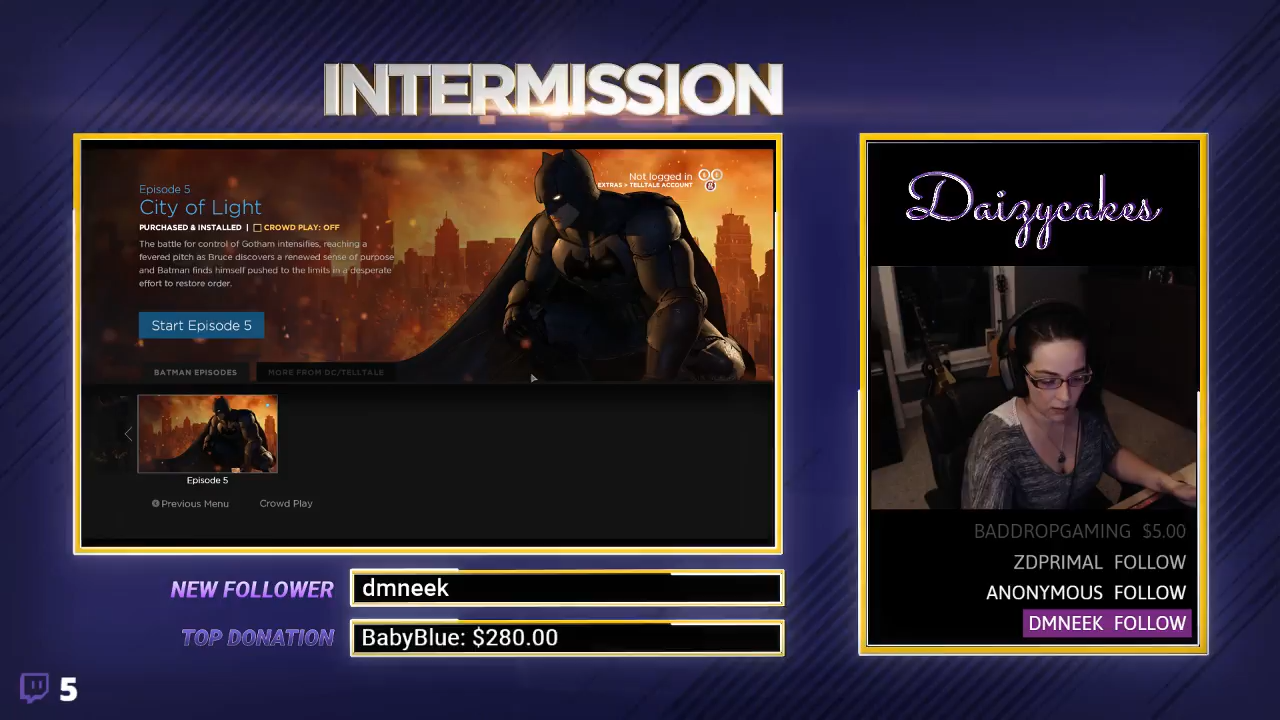 INTERMISSION
Episode 5
City of Light
PURCHASED & INSTALLED | CROWD PLAY: OFF
The battle for control of Gotham intensifies, reaching a
fevered pitch as Bruce discovers a renewed sense of purpose
and Batman finds himself pushed to the limits in a desperate
effort to restore order.
Start Episode 5
Not logged in
EXTRAS > TELLTALE ACCOUNT
BATMAN EPISODES
MORE FROM DC/TELLTALE
Episode 5
Previous Menu
Crowd Play
Daizycakes
BADDROPGAMING $5.00
ZDPRIMAL FOLLOW
ANONYMOUS FOLLOW
DMNEEK FOLLOW
NEW FOLLOWER
dmneek
TOP DONATION
BabyBlue: $280.00
5